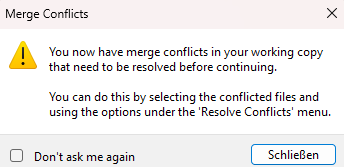 Merge Conflicts
You now have merge conflicts in your working copy
that need to be resolved before continuing.
You can do this by selecting the conflicted files and
using the options under the 'Resolve Conflicts' menu.
Don't ask me again
Schließen